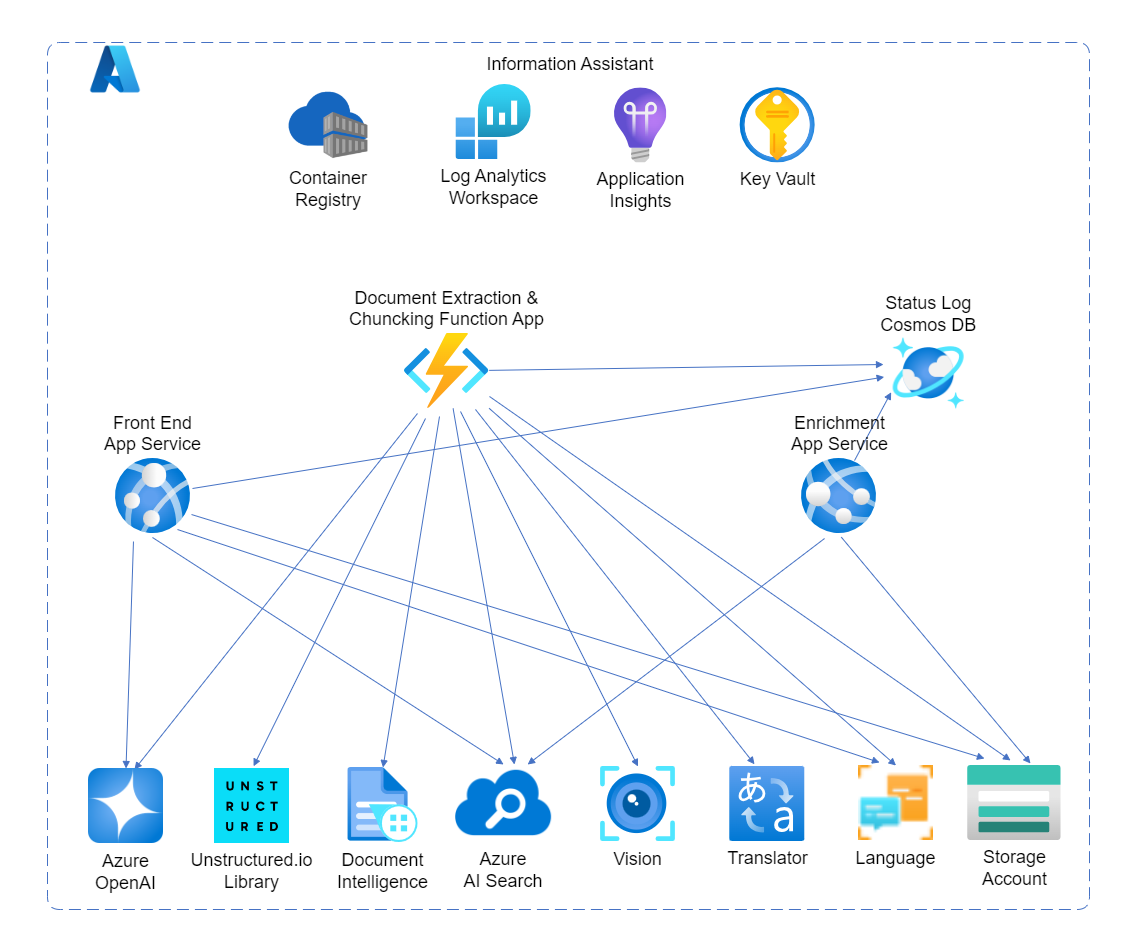 Information Assistant
Container
Registry
Log Analytics
Workspace
Application
Insights
Key Vault
Document Extraction &
Chuncking Function App
Status Log
Cosmos DB
Front End
App Service
Enrichment
App Service
UNST
RUCT
URED
あ
a
Azure
OpenAI
Unstructured.io
Library
Document
Intelligence
Azure
AI Search
Vision
Translator
Language
Storage
Account